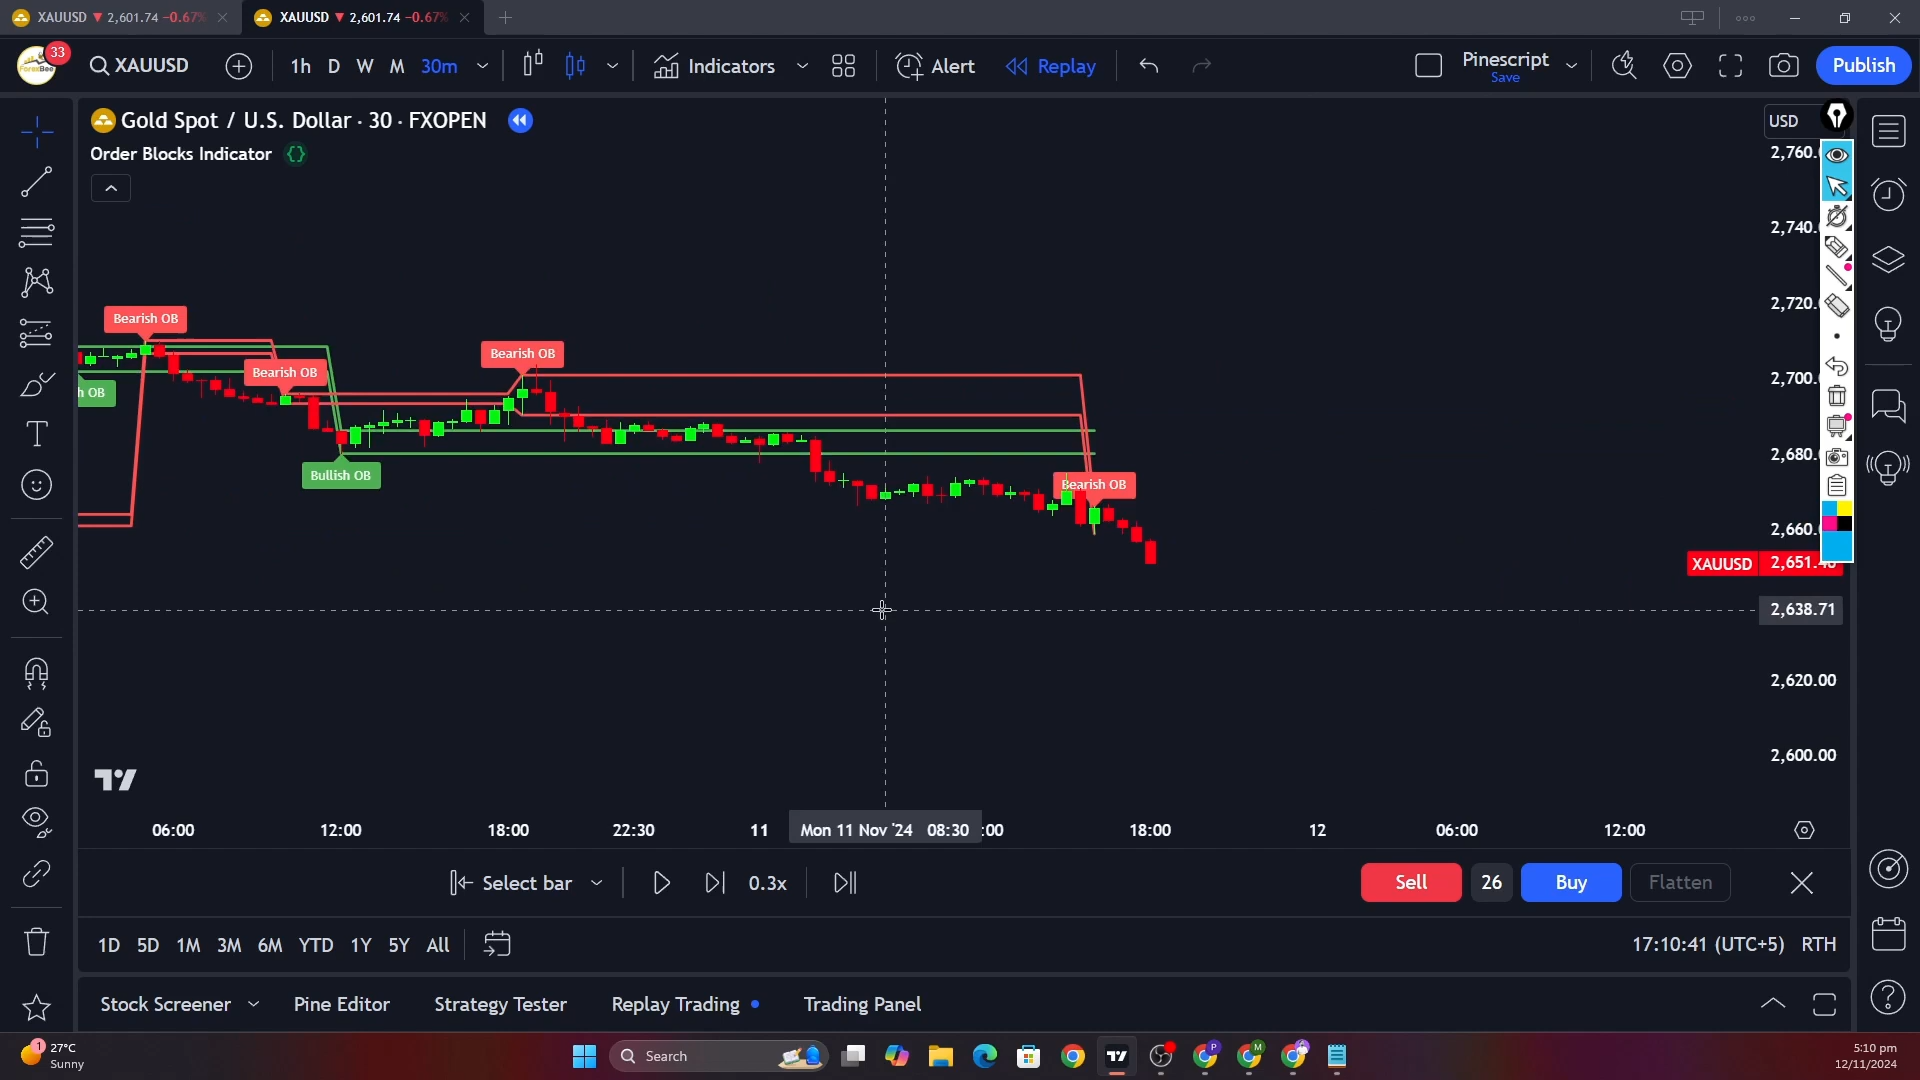 XAUUSD ▼ 2,601.74 −0.67%
XAUUSD ▼ 2,601.74 −0.67%
33
XAUUSD
1h D W M 30m
Indicators
Alert
Replay
Pinescript
Save
Publish
Gold Spot / U.S. Dollar · 30 · FXOPEN
USD
Order Blocks Indicator {}
2,760.
2,740.
2,720.
2,700.
2,680.
2,660.
XAUUSD 2,651.
2,638.71
2,620.00
2,600.00
Bearish OB
Bearish OB
Bearish OB
h OB
Bullish OB
Bearish OB
06:00 12:00 18:00 22:30 11 Mon 11 Nov '24 08:30 :00 18:00 12 06:00 12:00
Select bar
0.3x
Sell 26 Buy Flatten
1D 5D 1M 3M 6M YTD 1Y 5Y All
17:10:41 (UTC+5) RTH
Stock Screener Pine Editor Strategy Tester Replay Trading Trading Panel
1
27°C
Sunny
Search
P
M
5:10 pm
12/11/2024